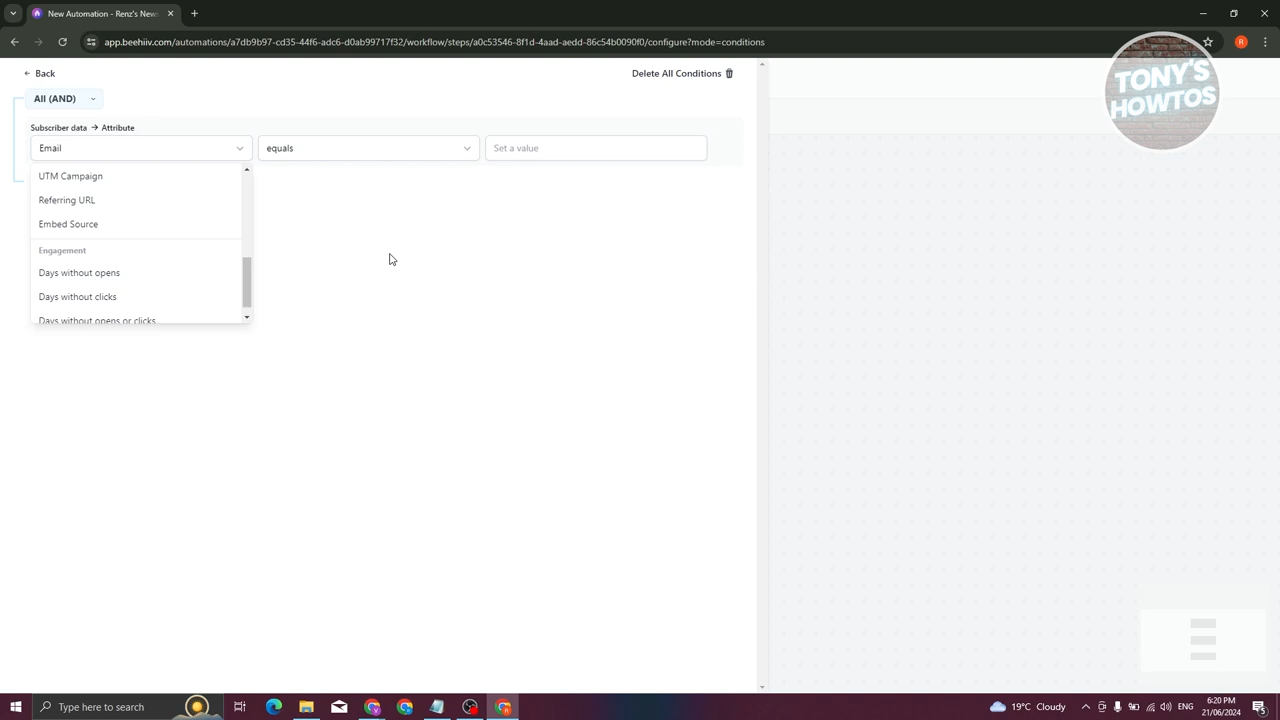 New Automation - Renz's News
app.beehiiv.com/automations/a7db9b97-cd35-44f6-adc6-d0ab99717f32/workflow/steps/a0c53546-8f1d-4aad-aedd-86c54b0090f0/configure?mode=conditions
R
TONY'S
HOWTOS
Back
Delete All Conditions
All (AND)
Subscriber data → Attribute
Email
equals
Set a value
UTM Campaign
Referring URL
Embed Source
Engagement
Days without opens
Days without clicks
Days without opens or clicks
Type here to search
19°C Cloudy
ENG
6:20 PM
21/06/2024